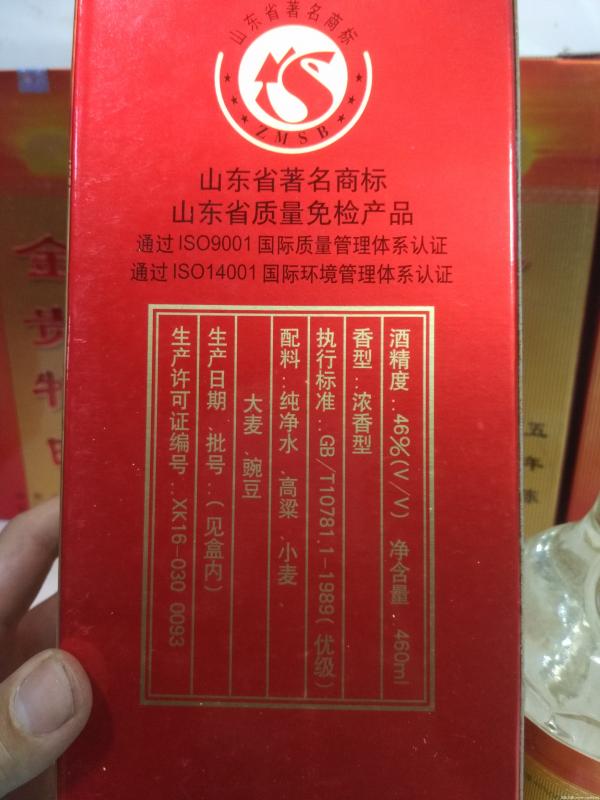 山东省著名商标
ZMSB
山东省著名商标
山东省质量免检产品
通过ISO9001国际质量管理体系认证
通过ISO14001国际环境管理体系认证
酒精度:46%(V/V) 净含量 460ml
香型:浓香型
执行标准:GB/T10781.1-1989(优级)
配料:纯净水、高粱、小麦、
大麦、豌豆
生产日期、批号:(见盒内)
生产许可证编号:XK16-030 0093
五年陈